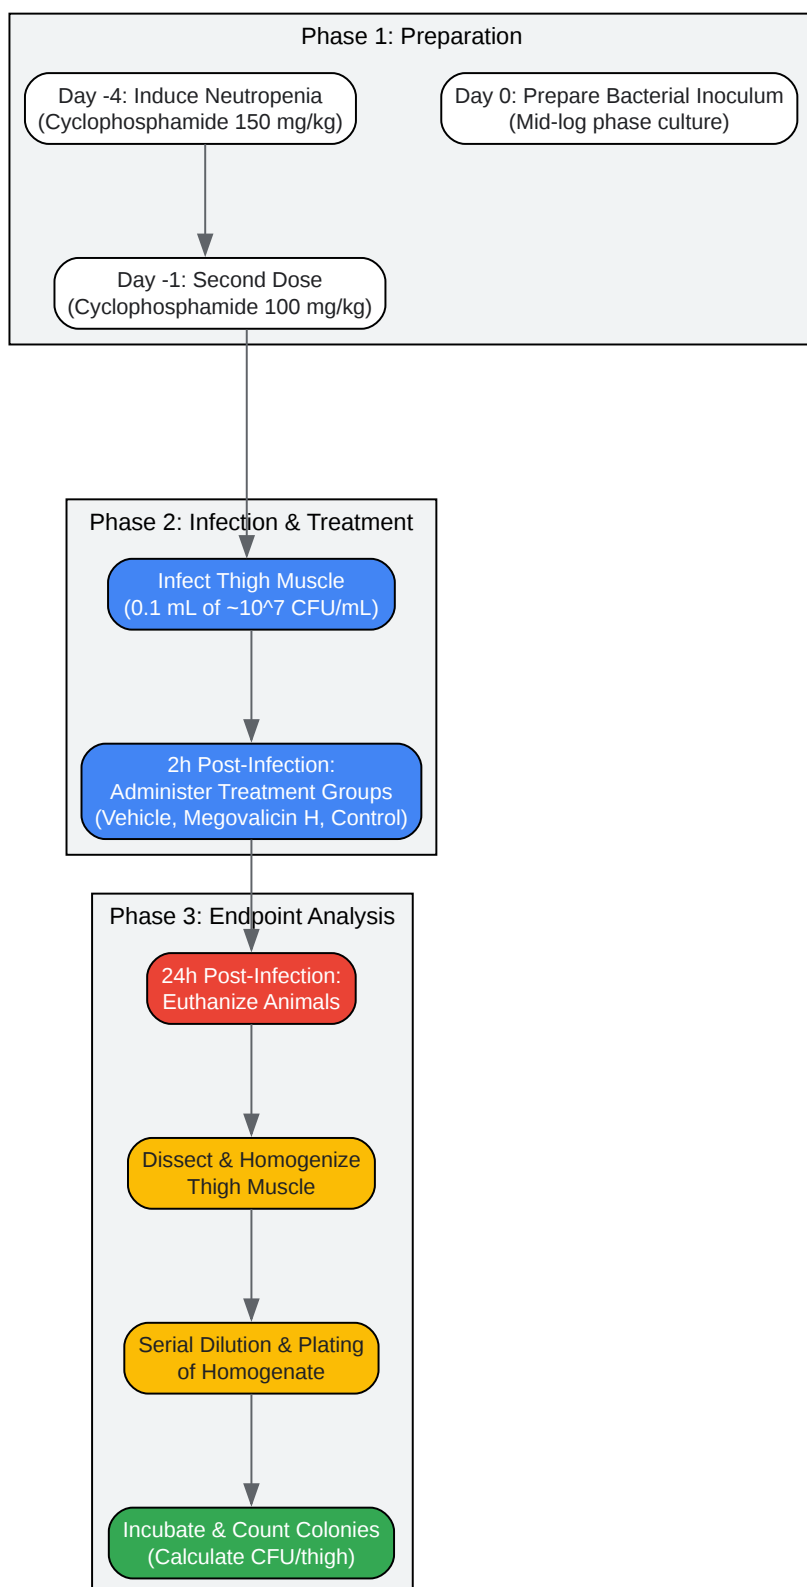 Phase 1: Preparation
Day -4: Induce Neutropenia
(Cyclophosphamide 150 mg/kg)
Day 0: Prepare Bacterial Inoculum
(Mid-log phase culture)
Day -1: Second Dose
(Cyclophosphamide 100 mg/kg)
Phase 2: Infection & Treatment
Infect Thigh Muscle
(0.1 mL of ~10^7 CFU/mL)
2h Post-Infection:
Administer Treatment Groups
(Vehicle, Megovalicin H, Control)
Phase 3: Endpoint Analysis
24h Post-Infection:
Euthanize Animals
Dissect & Homogenize
Thigh Muscle
Serial Dilution & Plating
of Homogenate
Incubate & Count Colonies
(Calculate CFU/thigh)